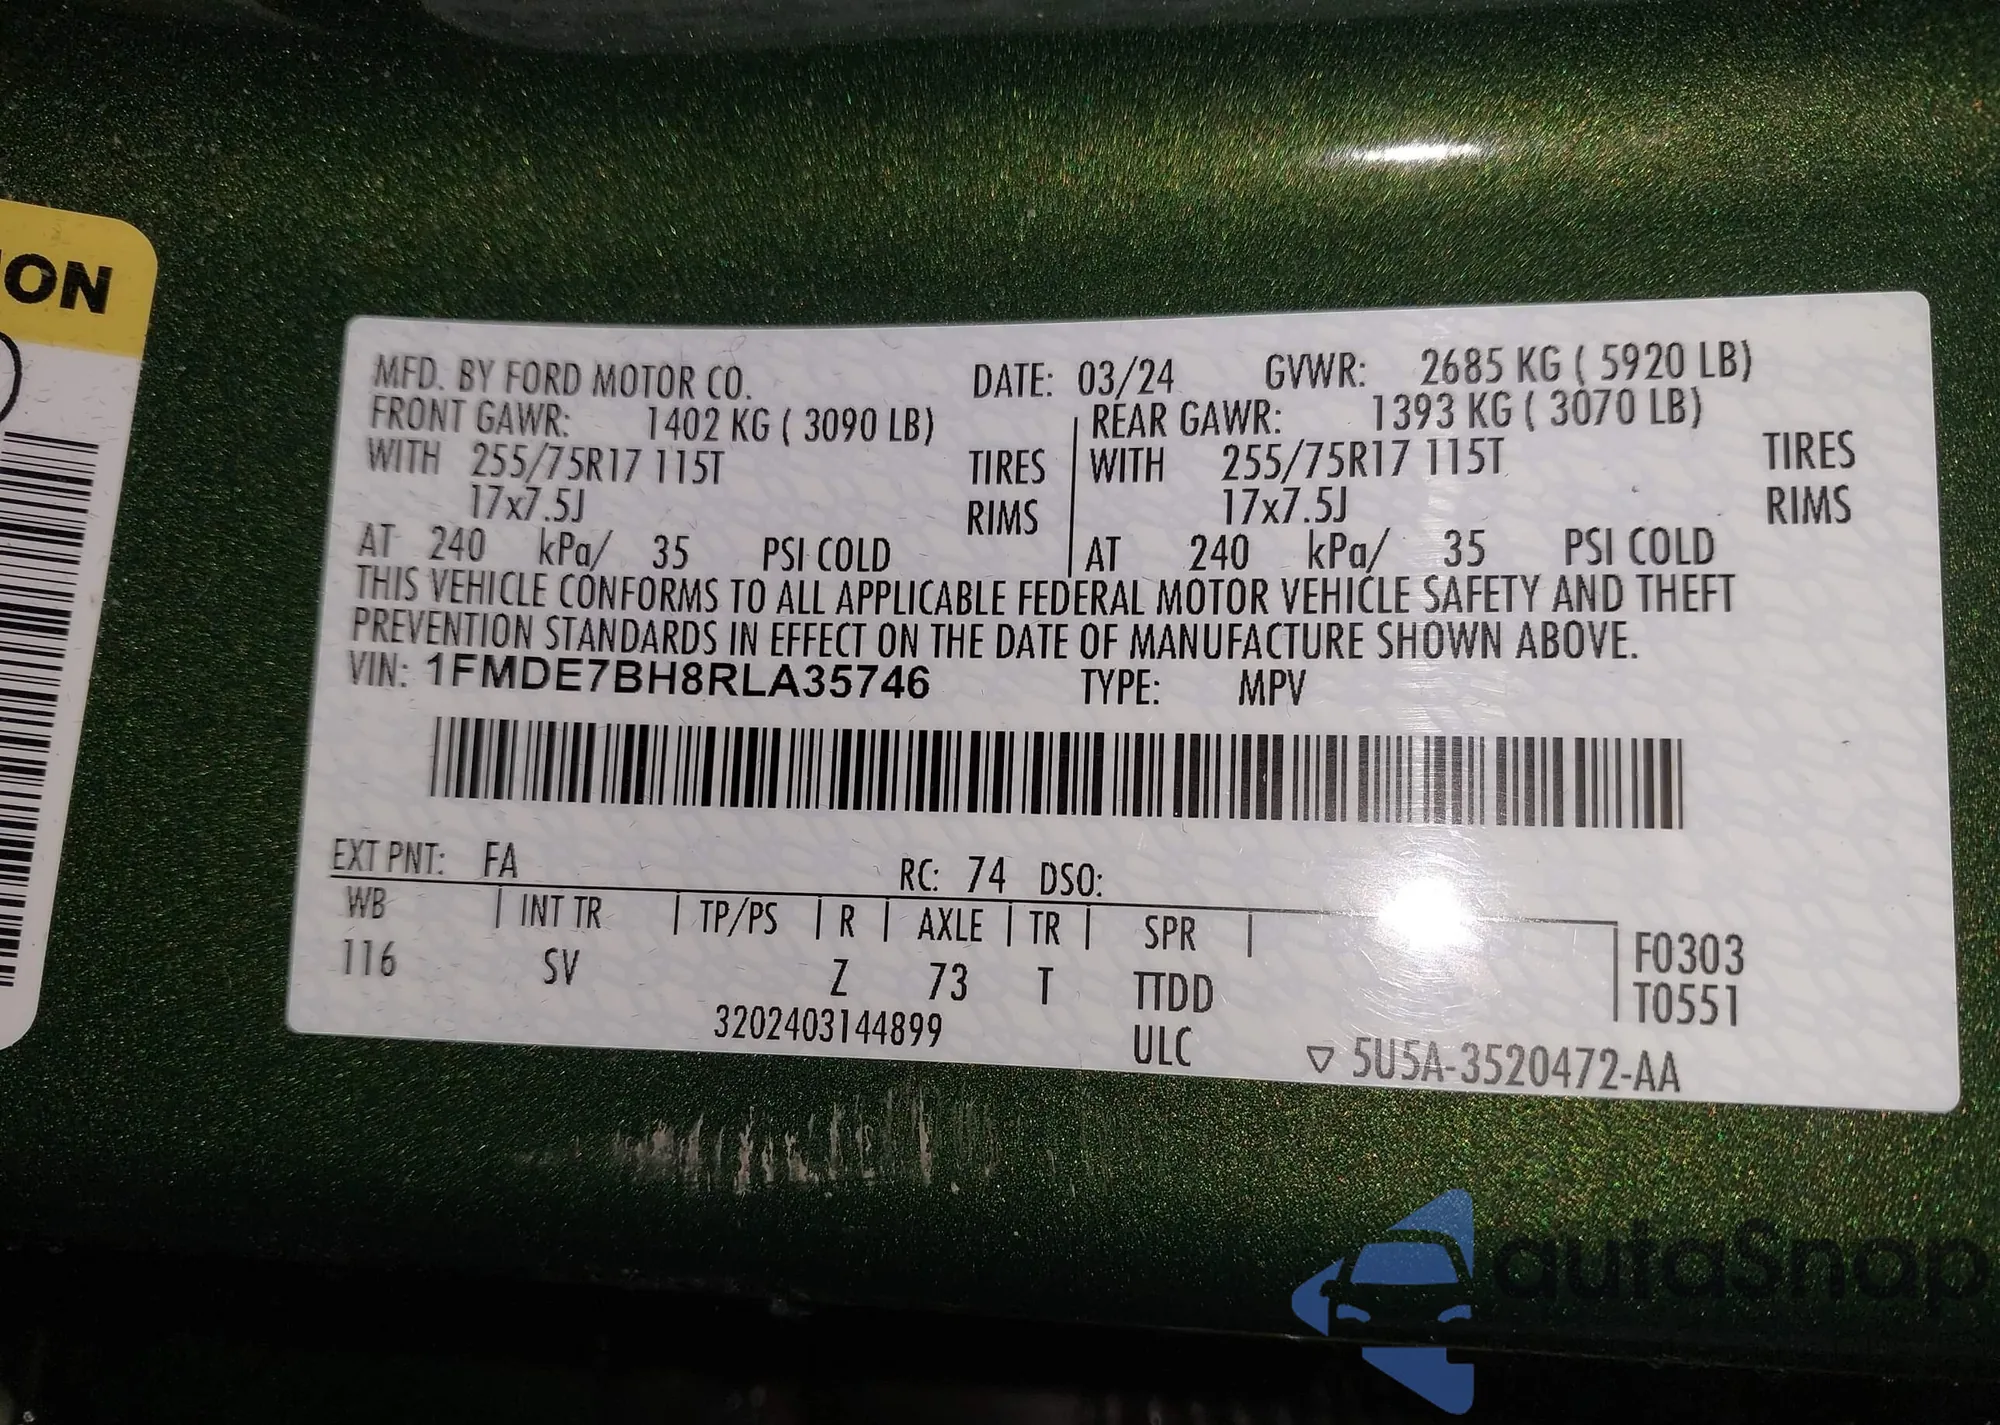 ION
MFD. BY FORD MOTOR CO. DATE: 03/24 GVWR: 2685 KG ( 5920 LB)
FRONT GAWR: 1402 KG ( 3090 LB) REAR GAWR: 1393 KG ( 3070 LB)
WITH 255/75R17 115T TIRES WITH 255/75R17 115T TIRES
17x7.5J RIMS 17x7.5J RIMS
AT 240 kPa/ 35 PSI COLD AT 240 kPa/ 35 PSI COLD
THIS VEHICLE CONFORMS TO ALL APPLICABLE FEDERAL MOTOR VEHICLE SAFETY AND THEFT
PREVENTION STANDARDS IN EFFECT ON THE DATE OF MANUFACTURE SHOWN ABOVE.
VIN: 1FMDE7BH8RLA35746 TYPE: MPV
EXT PNT: FA RC: 74 DSO:
WB INT TR TP/PS R AXLE TR SPR
116 SV Z 73 T TTDD
F0303
T0551
3202403144899 ULC ▽ 5U5A-3520472-AA
autaSnap